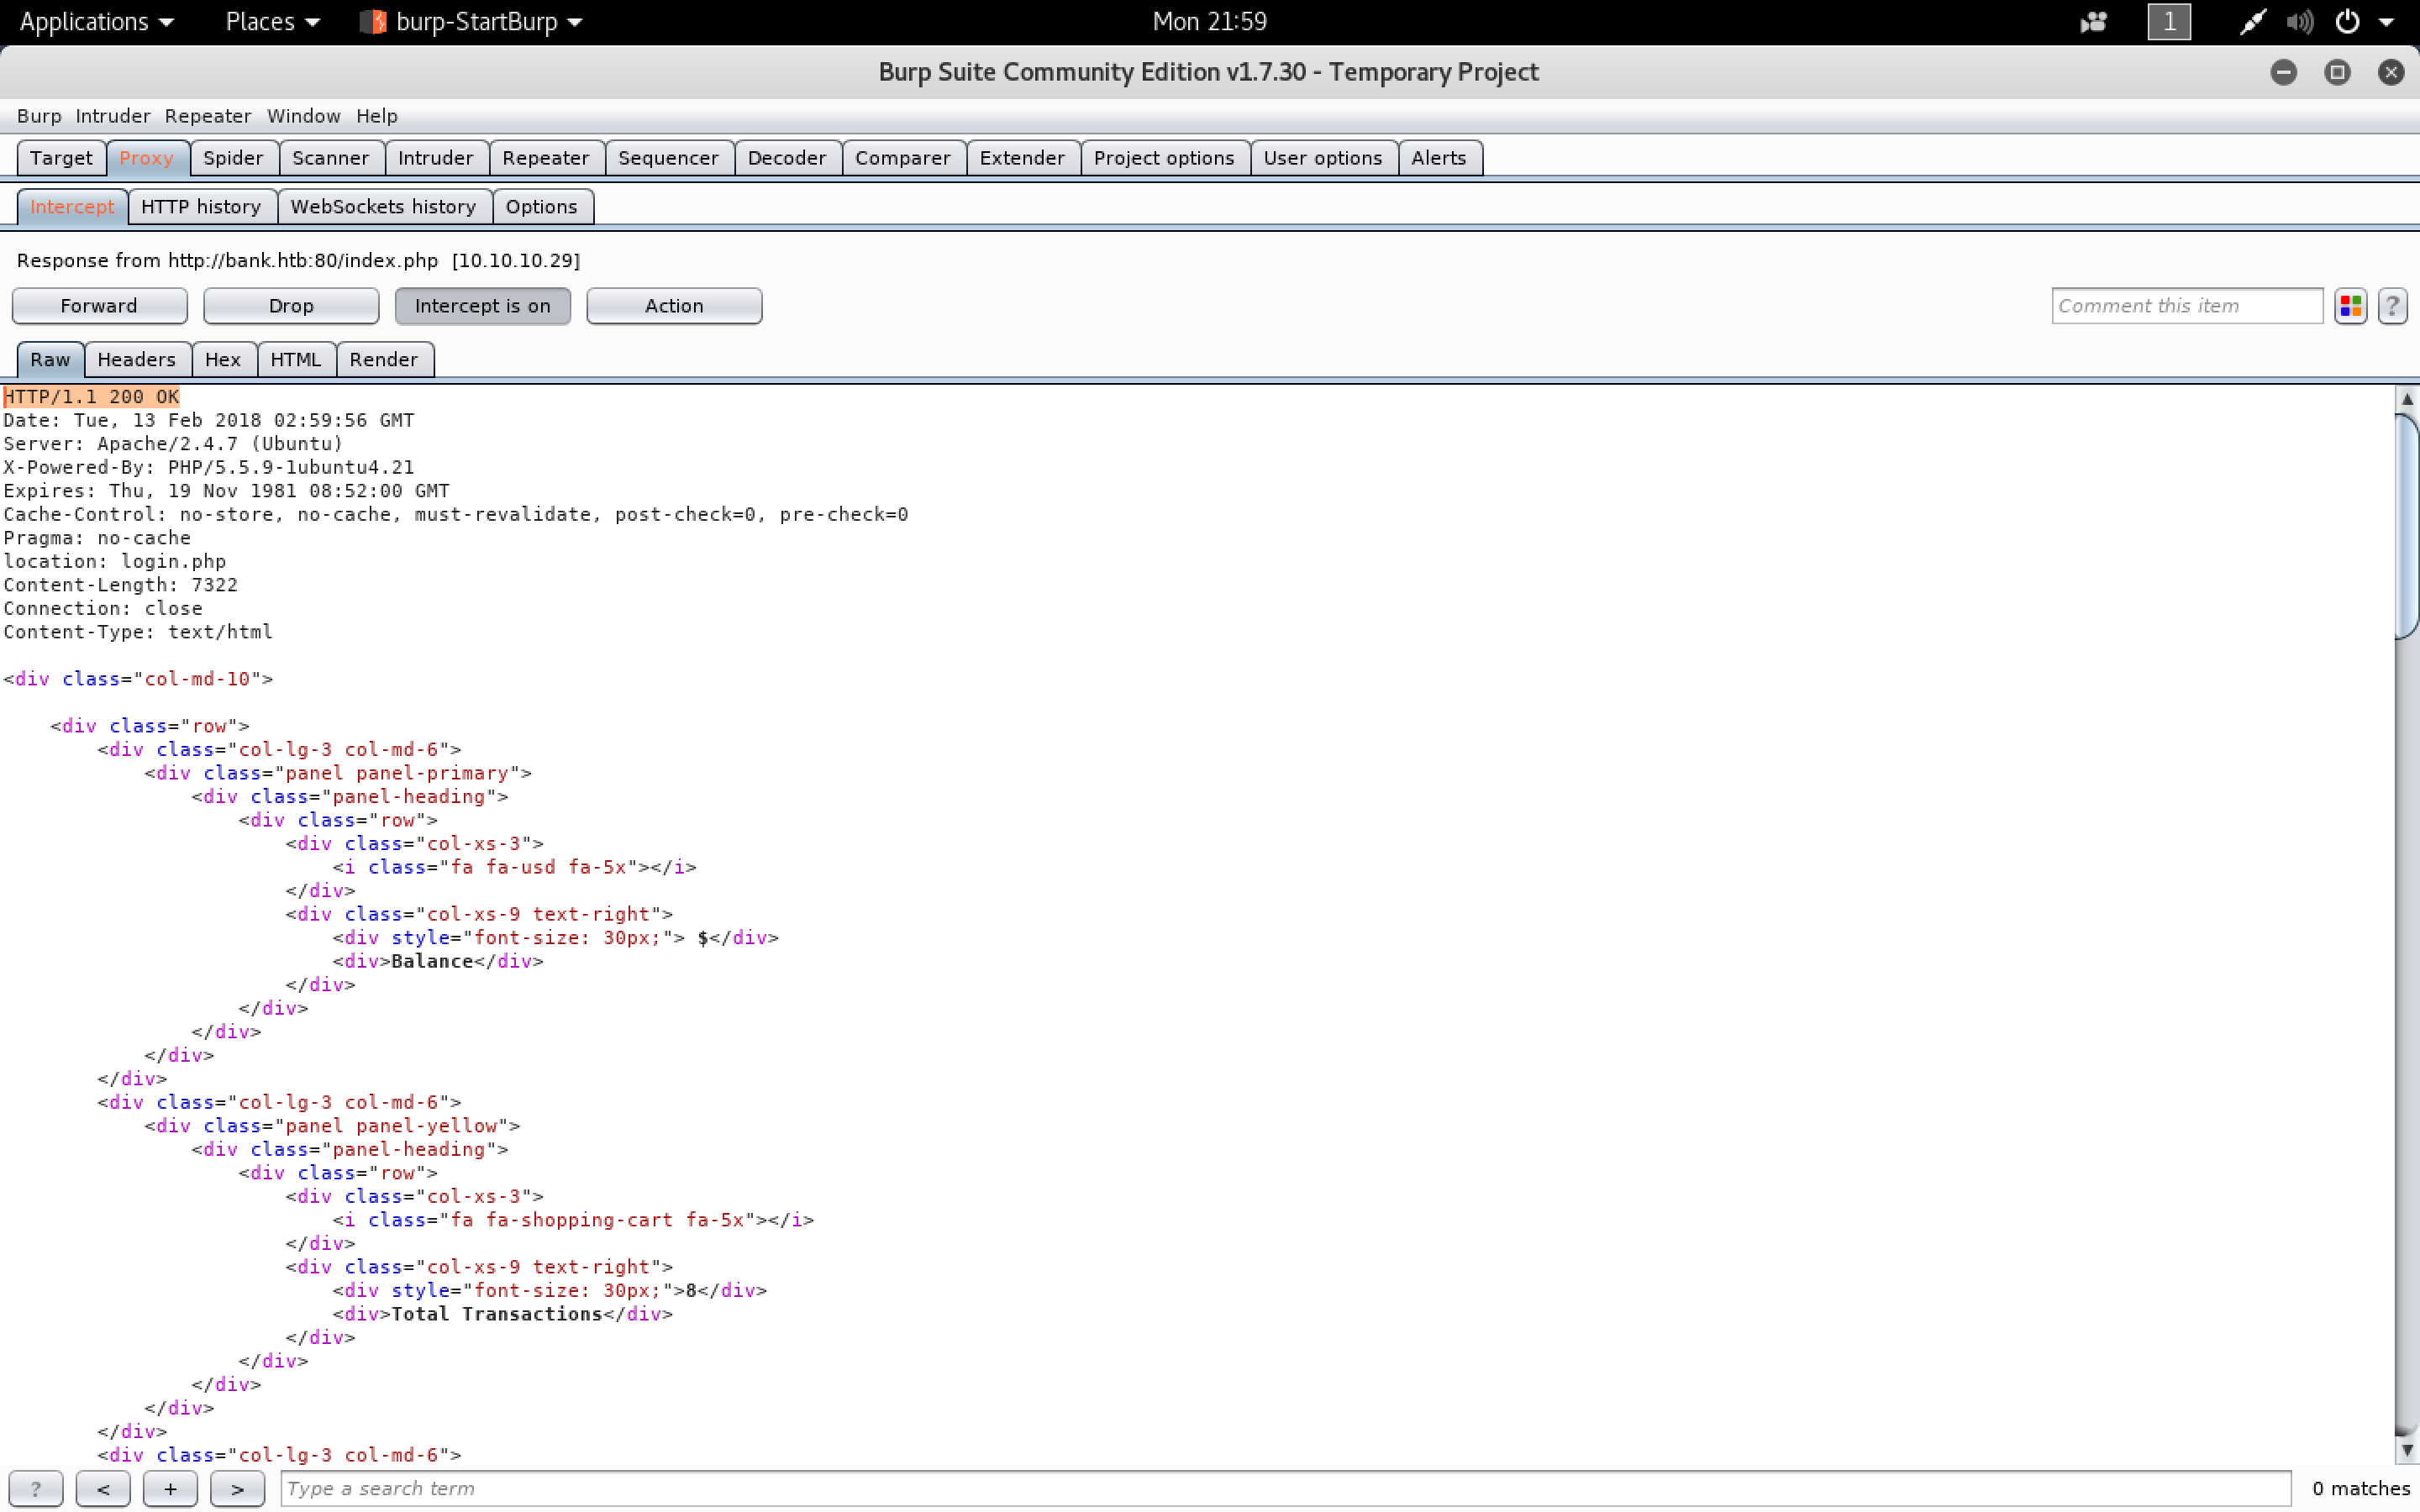 Applications Places burp-StartBurp Mon 21:59 1
Burp Suite Community Edition v1.7.30 - Temporary Project
Burp Intruder Repeater Window Help
Target Proxy Spider Scanner Intruder Repeater Sequencer Decoder Comparer Extender Project options User options Alerts
Intercept HTTP history WebSockets history Options
Response from http://bank.htb:80/index.php [10.10.10.29]
Forward Drop Intercept is on Action Comment this item ?
Raw Headers Hex HTML Render
HTTP/1.1 200 OK
Date: Tue, 13 Feb 2018 02:59:56 GMT
Server: Apache/2.4.7 (Ubuntu)
X-Powered-By: PHP/5.5.9-1ubuntu4.21
Expires: Thu, 19 Nov 1981 08:52:00 GMT
Cache-Control: no-store, no-cache, must-revalidate, post-check=0, pre-check=0
Pragma: no-cache
location: login.php
Content-Length: 7322
Connection: close
Content-Type: text/html
<div class="col-md-10">
<div class="row">
<div class="col-lg-3 col-md-6">
<div class="panel panel-primary">
<div class="panel-heading">
<div class="row">
<div class="col-xs-3">
<i class="fa fa-usd fa-5x"></i>
</div>
<div class="col-xs-9 text-right">
<div style="font-size: 30px;"> $</div>
<div>Balance</div>
</div>
</div>
</div>
</div>
</div>
<div class="col-lg-3 col-md-6">
<div class="panel panel-yellow">
<div class="panel-heading">
<div class="row">
<div class="col-xs-3">
<i class="fa fa-shopping-cart fa-5x"></i>
</div>
<div class="col-xs-9 text-right">
<div style="font-size: 30px;">8</div>
<div>Total Transactions</div>
</div>
</div>
</div>
</div>
</div>
<div class="col-lg-3 col-md-6">
? < + > Type a search term 0 matches